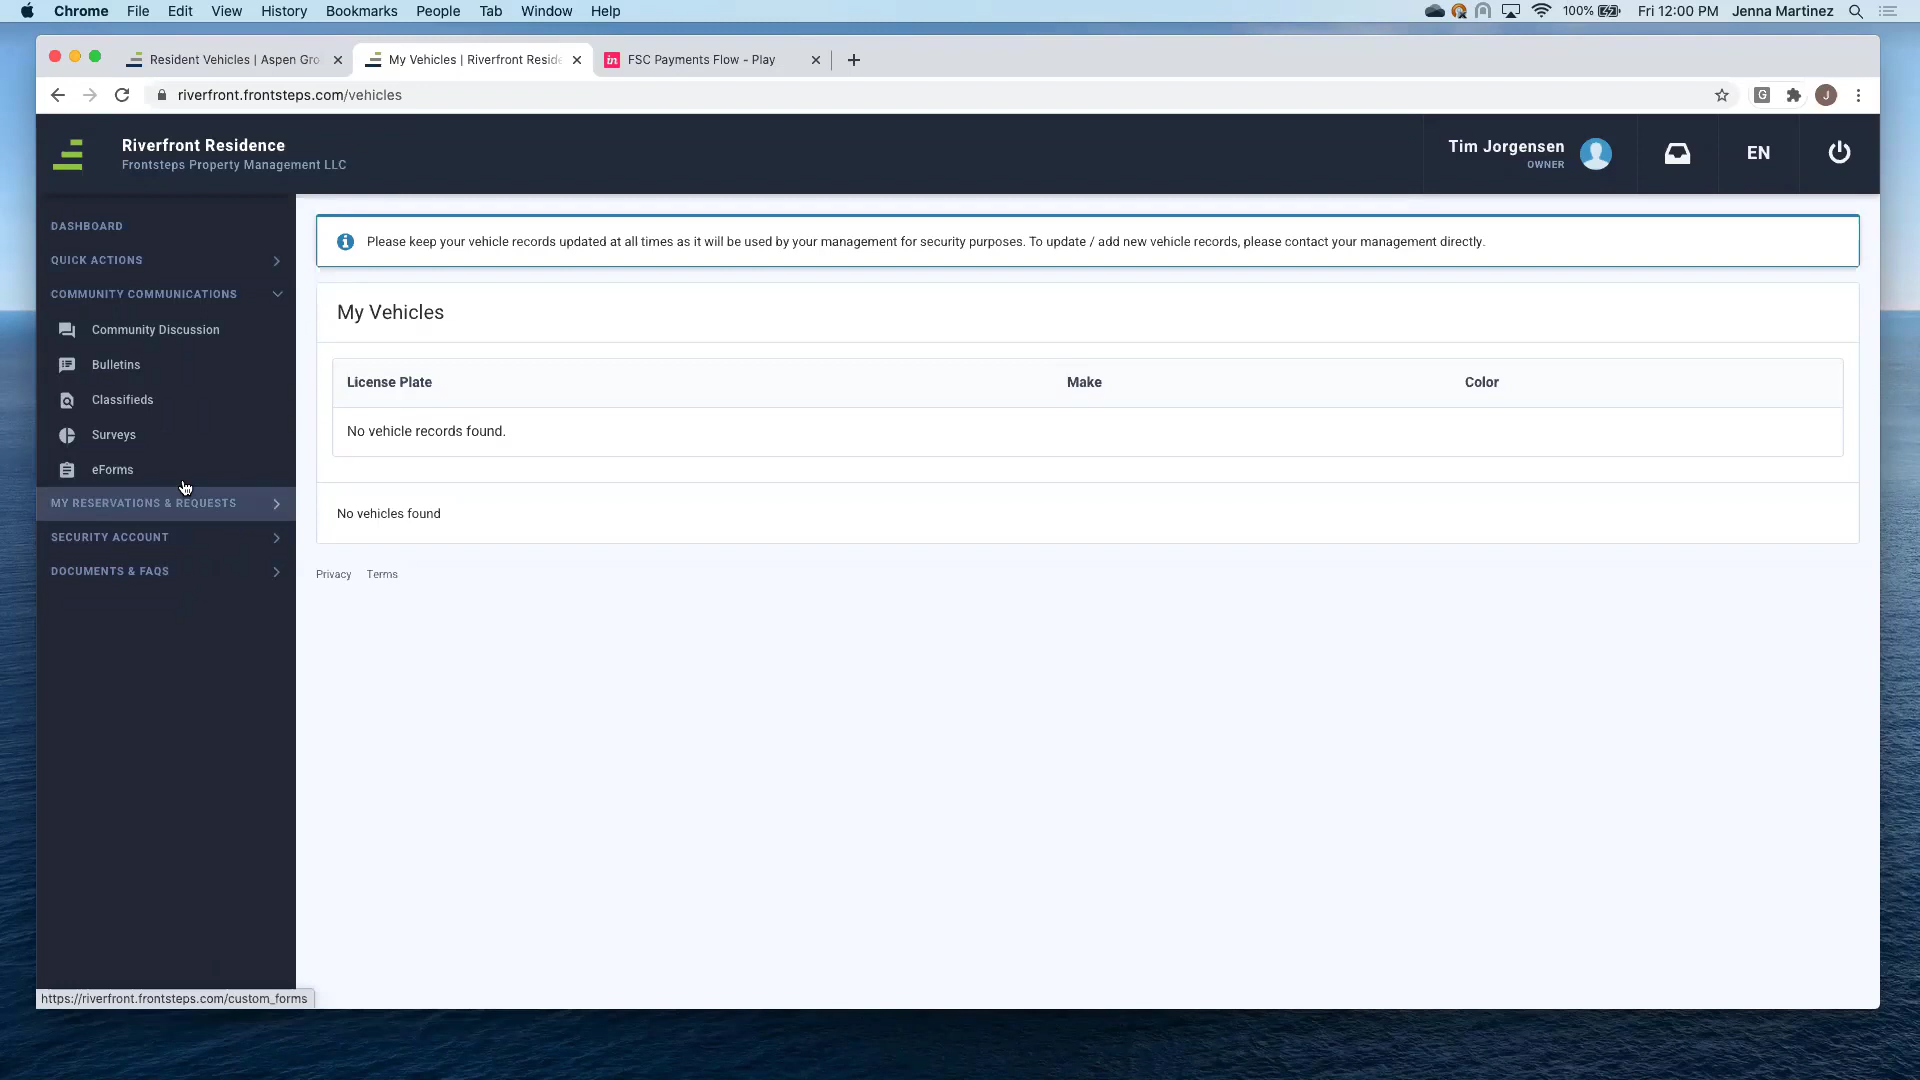 Chrome File Edit View History Bookmarks People Tab Window Help
100% Fri 12:00 PM Jenna Martinez
Resident Vehicles | Aspen Gro
My Vehicles | Riverfront Reside
in FSC Payments Flow - Play
riverfront.frontsteps.com/vehicles
G
J
Riverfront Residence
Frontsteps Property Management LLC
Tim Jorgensen
OWNER
EN
DASHBOARD
QUICK ACTIONS
COMMUNITY COMMUNICATIONS
Community Discussion
Bulletins
Classifieds
Surveys
eForms
MY RESERVATIONS & REQUESTS
SECURITY ACCOUNT
DOCUMENTS & FAQS
Please keep your vehicle records updated at all times as it will be used by your management for security purposes. To update / add new vehicle records, please contact your management directly.
My Vehicles
License Plate Make Color
No vehicle records found.
No vehicles found
Privacy Terms
https://riverfront.frontsteps.com/custom_forms